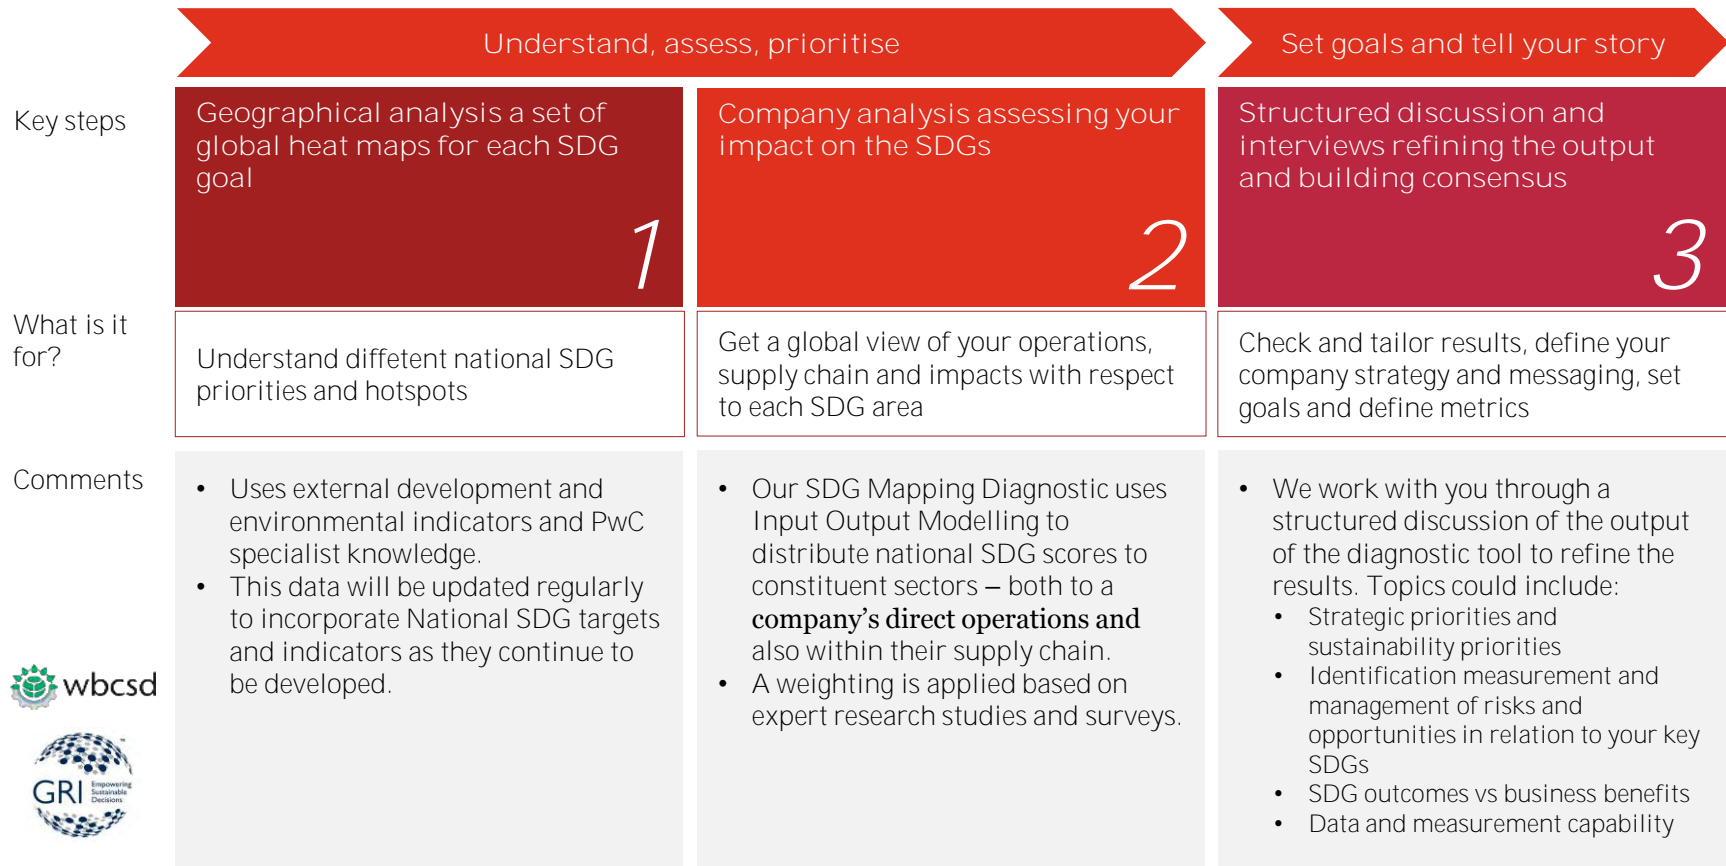 Understand, assess, prioritise
Set goals and tell your story
Key steps
Geographical analysis a set of
global heat maps for each SDG
goal
1
Company analysis assessing your
impact on the SDGs
2
Structured discussion and
interviews refining the output
and building consensus
3
What is it
for?
Understand diffetent national SDG
priorities and hotspots
Get a global view of your operations,
supply chain and impacts with respect
to each SDG area
Check and tailor results, define your
company strategy and messaging, set
goals and define metrics
Comments
• Uses external development and
environmental indicators and PwC
specialist knowledge.
• This data will be updated regularly
to incorporate National SDG targets
and indicators as they continue to
be developed.
• Our SDG Mapping Diagnostic uses
Input Output Modelling to
distribute national SDG scores to
constituent sectors – both to a
company’s direct operations and
also within their supply chain.
• A weighting is applied based on
expert research studies and surveys.
• We work with you through a
structured discussion of the output
of the diagnostic tool to refine the
results. Topics could include:
• Strategic priorities and
sustainability priorities
• Identification measurement and
management of risks and
opportunities in relation to your key
SDGs
• SDG outcomes vs business benefits
• Data and measurement capability
wbcsd
GRI
Empowering
Sustainable
Decisions